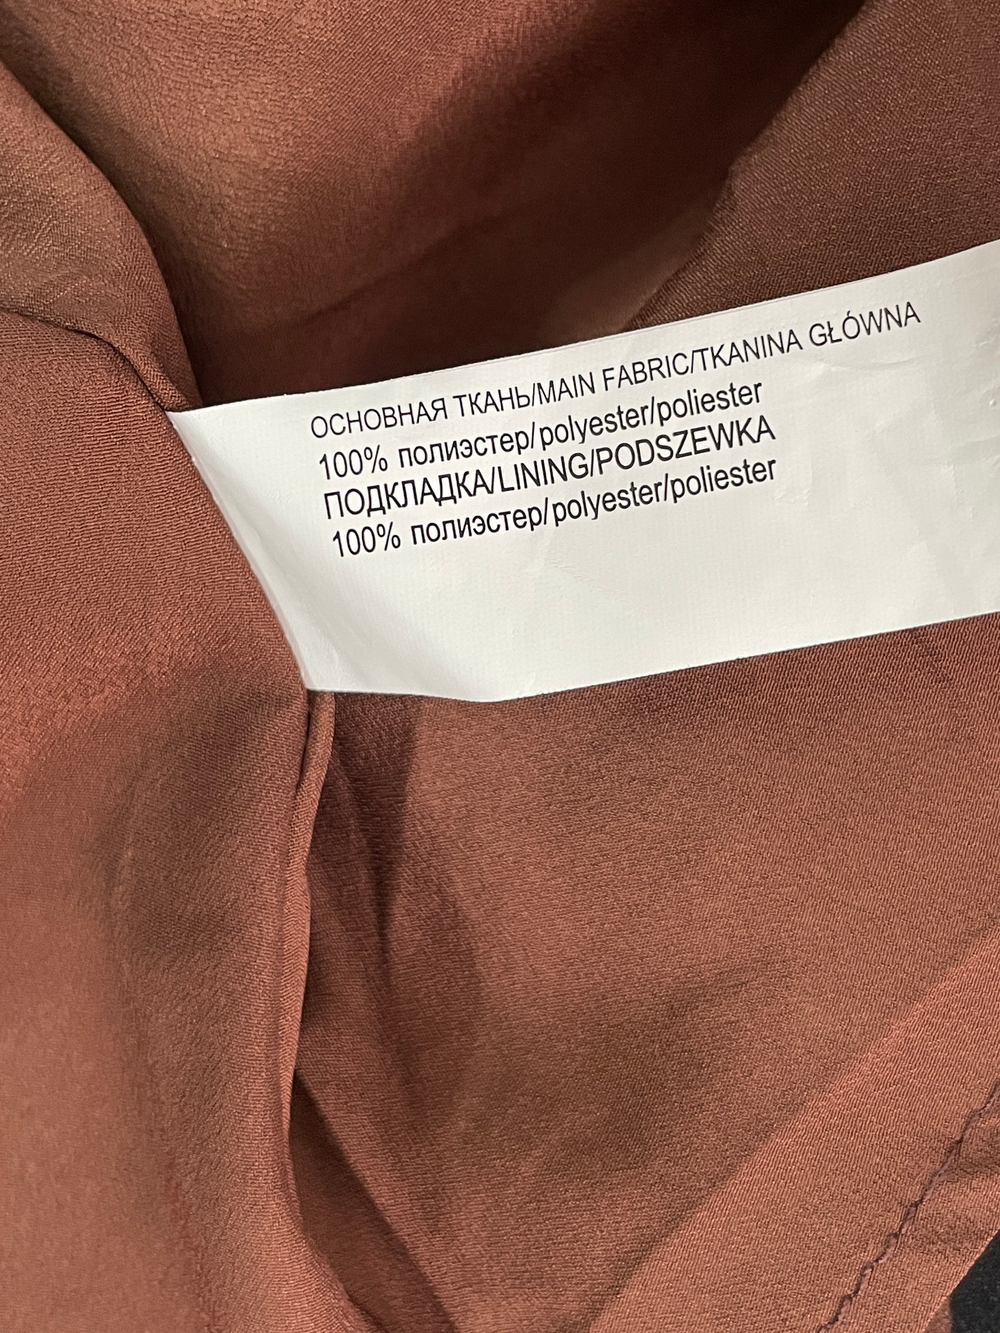 ОСНОВНАЯ ТКАНЬ/MAIN FABRIC/TKANINA GŁÓWNA
100% полиэстер/polyester/poliester
ПОДКЛАДКА/LINING/PODSZEWKA
100% полиэстер/polyester/poliester